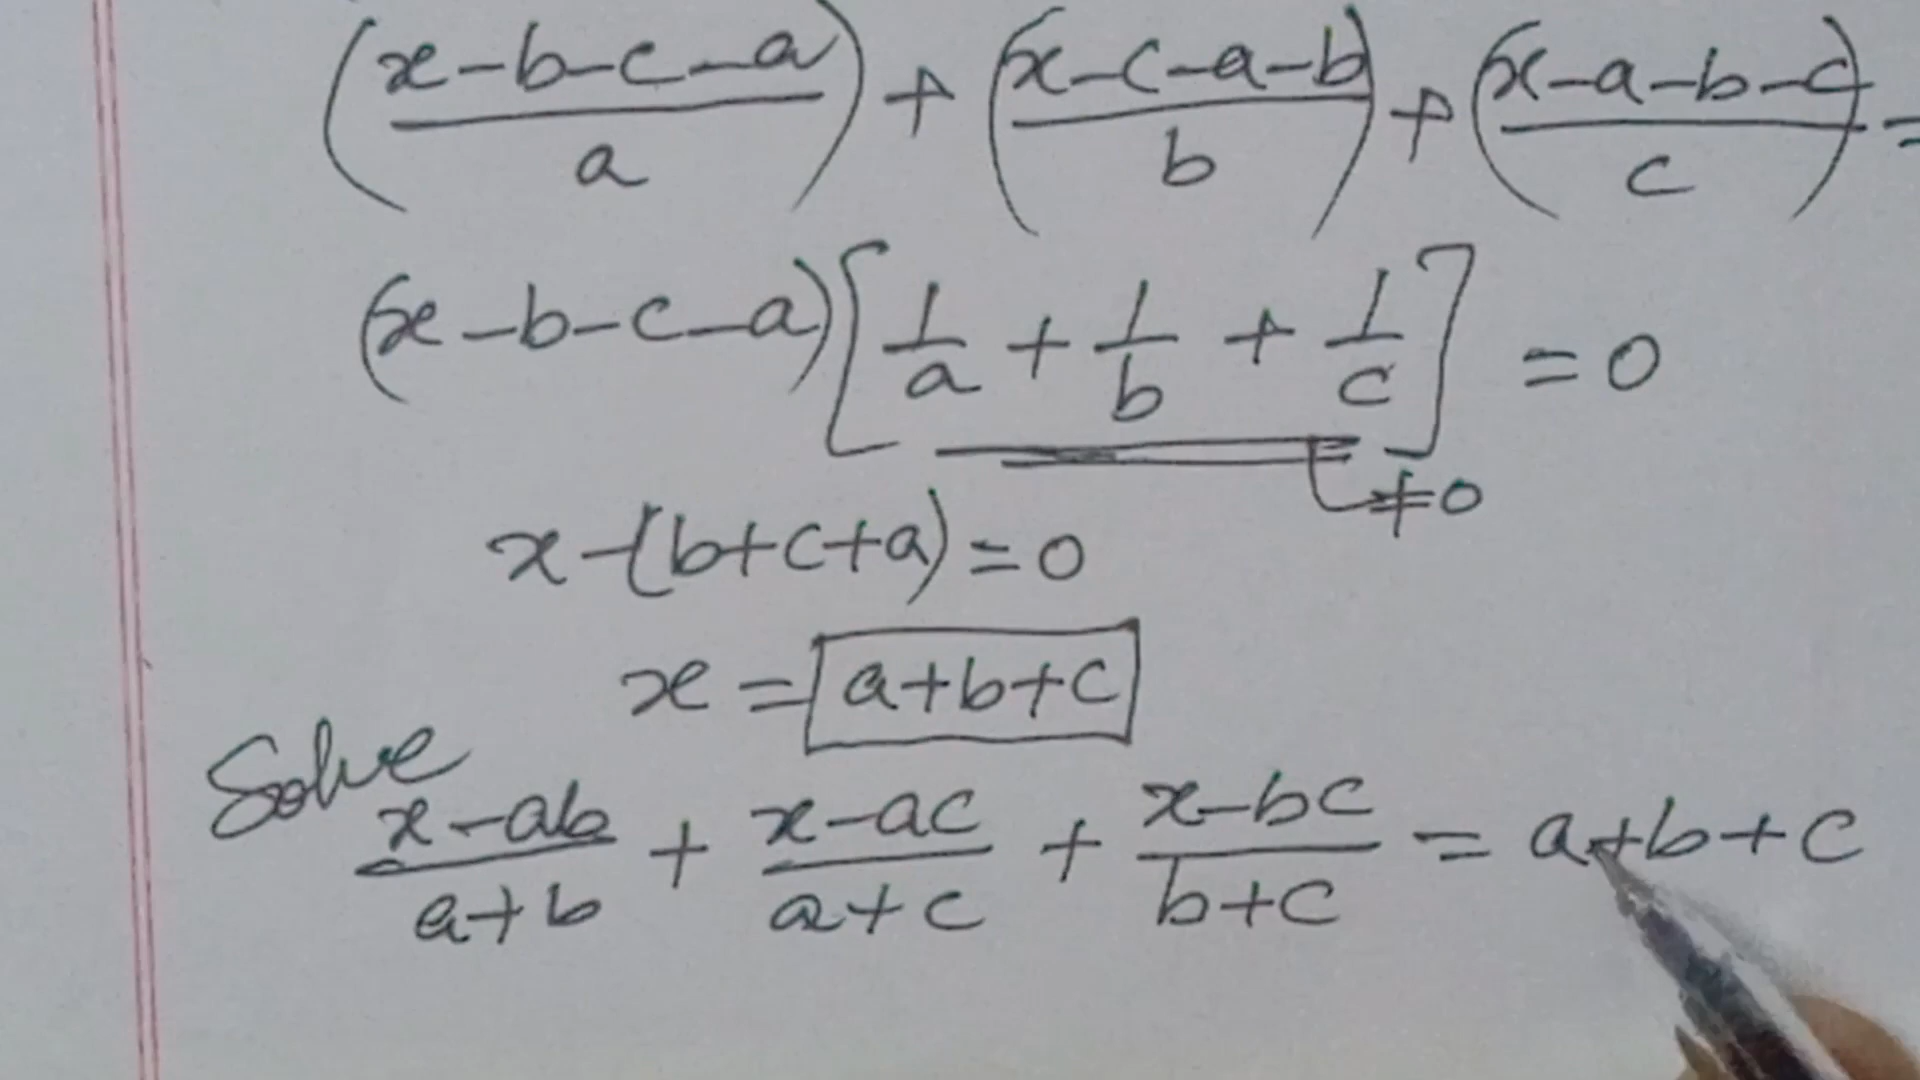 (x-b-c-a/a) + (x-c-a-b/b) + (x-a-b-c/c) =
(x-b-c-a)[1/a + 1/b + 1/c] = 0
≠0
x-(b+c+a)=0
x = a+b+c
Solve
x-ab/a+b + x-ac/a+c + x-bc/b+c = a+b+c